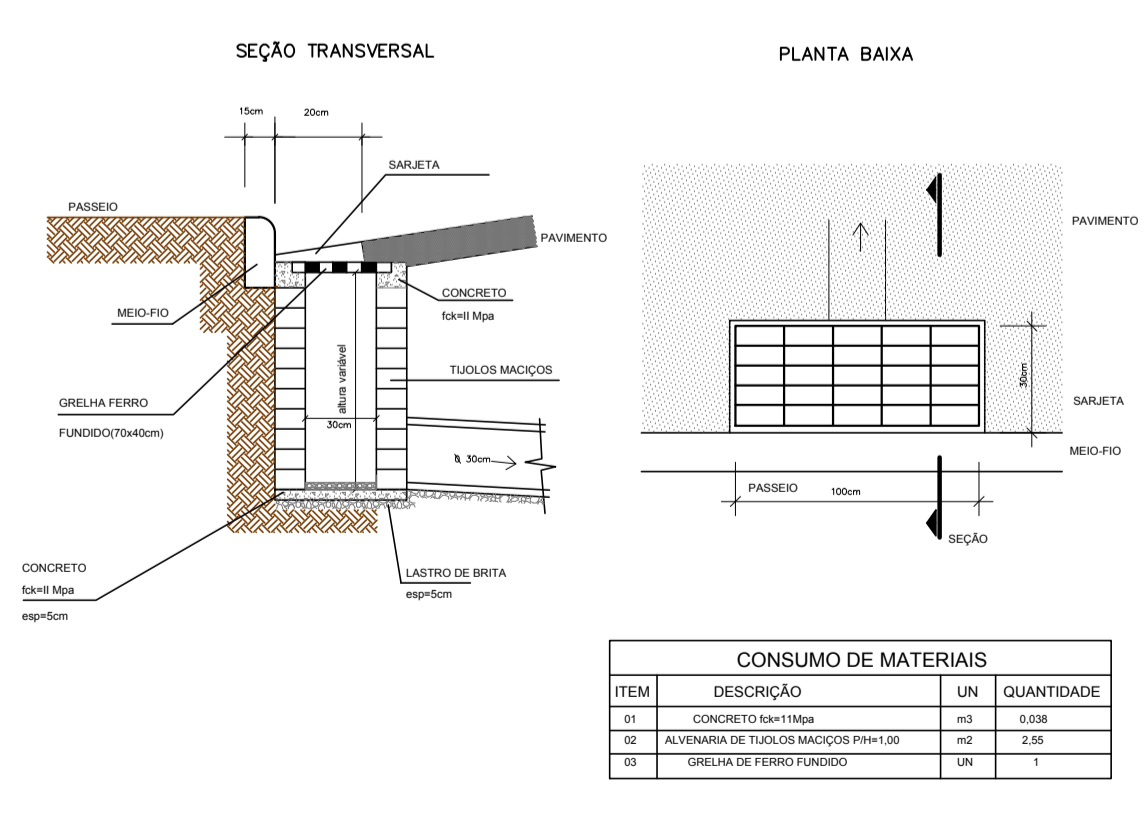 SEÇÃO TRANSVERSAL
15cm
20cm
SARJETA
PASSEIO
PAVIMENTO
MEIO-FIO
CONCRETO
fck=II Mpa
TIJOLOS MACIÇOS
altura variável
30cm
GRELHA FERRO
FUNDIDO(70x40cm)
30cm
CONCRETO
fck=II Mpa
esp=5cm
LASTRO DE BRITA
esp=5cm
PLANTA BAIXA
PAVIMENTO
30cm
SARJETA
MEIO-FIO
PASSEIO
100cm
SEÇÃO
CONSUMO DE MATERIAIS
ITEM DESCRIÇÃO UN QUANTIDADE
01 CONCRETO fck=11Mpa m3 0,038
02 ALVENARIA DE TIJOLOS MACIÇOS P/H=1,00 m2 2,55
03 GRELHA DE FERRO FUNDIDO UN 1